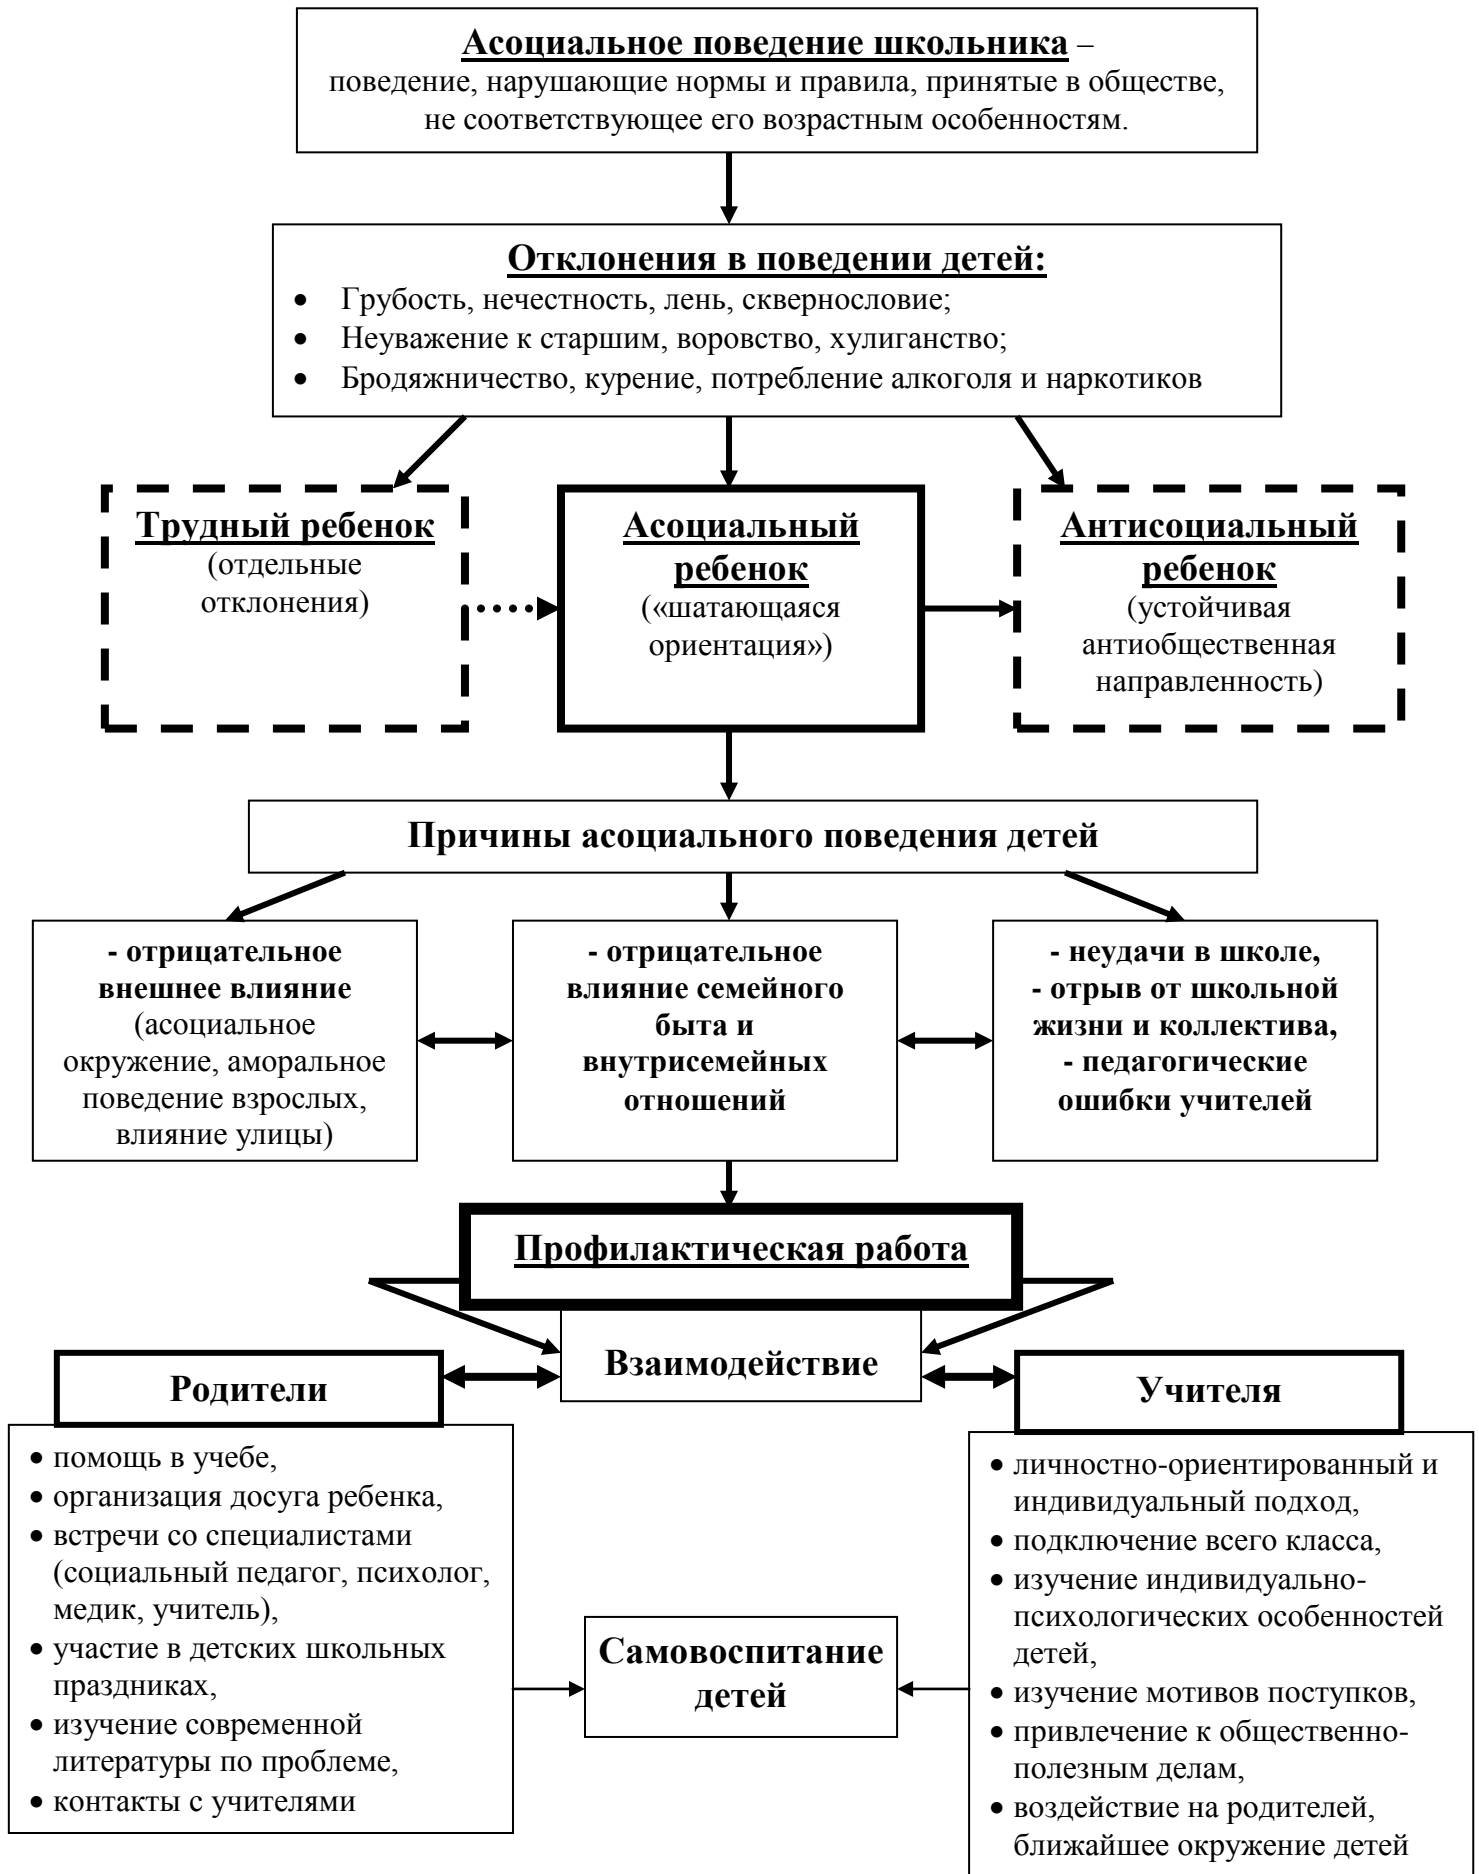 Асоциальное поведение школьника –
поведение, нарушающие нормы и правила, принятые в обществе,
не соответствующее его возрастным особенностям.
Отклонения в поведении детей:
• Грубость, нечестность, лень, сквернословие;
• Неуважение к старшим, воровство, хулиганство;
• Бродяжничество, курение, потребление алкоголя и наркотиков
Трудный ребенок
(отдельные
отклонения)
Асоциальный
ребенок
(«шатающаяся
ориентация»)
Антисоциальный
ребенок
(устойчивая
антиобщественная
направленность)
Причины асоциального поведения детей
- отрицательное
внешнее влияние
(асоциальное
окружение, аморальное
поведение взрослых,
влияние улицы)
- отрицательное
влияние семейного
быта и
внутрисемейных
отношений
- неудачи в школе,
- отрыв от школьной
жизни и коллектива,
- педагогические
ошибки учителей
Профилактическая работа
Взаимодействие
Родители
• помощь в учебе,
• организация досуга ребенка,
• встречи со специалистами
(социальный педагог, психолог,
медик, учитель),
• участие в детских школьных
праздниках,
• изучение современной
литературы по проблеме,
• контакты с учителями
Самовоспитание
детей
Учителя
• личностно-ориентированный и
индивидуальный подход,
• подключение всего класса,
• изучение индивидуально-
психологических особенностей
детей,
• изучение мотивов поступков,
• привлечение к общественно-
полезным делам,
• воздействие на родителей,
ближайшее окружение детей